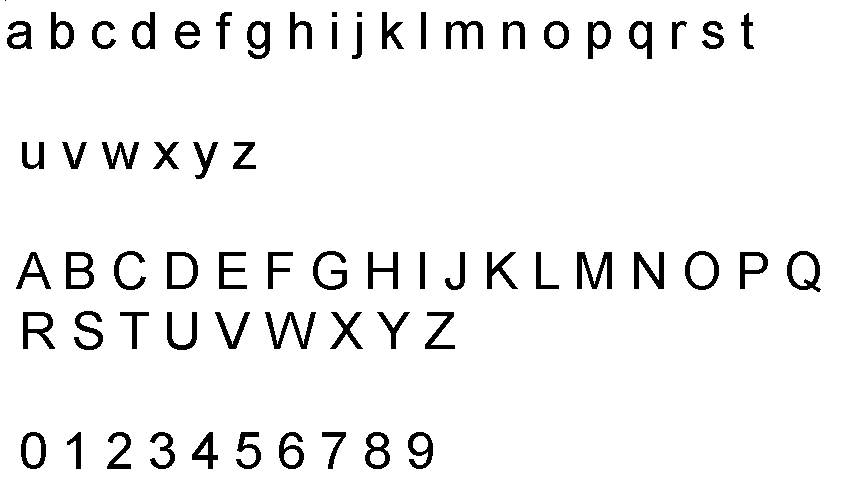 a b c d e f g h i j k l m n o p q r s t
u v w x y z
A B C D E F G H I J K L M N O P Q
R S T U V W X Y Z
0 1 2 3 4 5 6 7 8 9